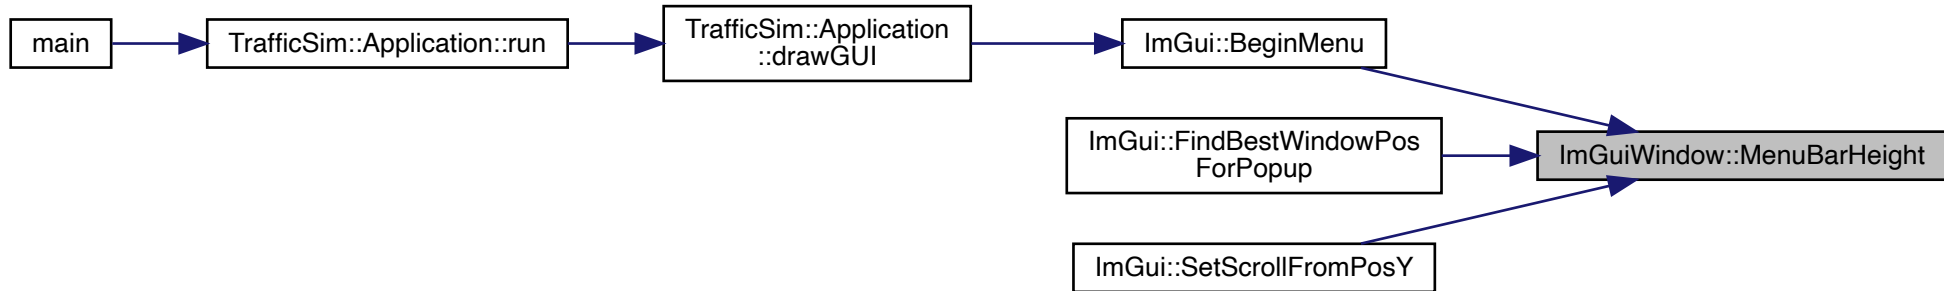 main
TrafficSim::Application::run
TrafficSim::Application
::drawGUI
ImGui::BeginMenu
ImGui::FindBestWindowPos
ForPopup
ImGui::SetScrollFromPosY
ImGuiWindow::MenuBarHeight